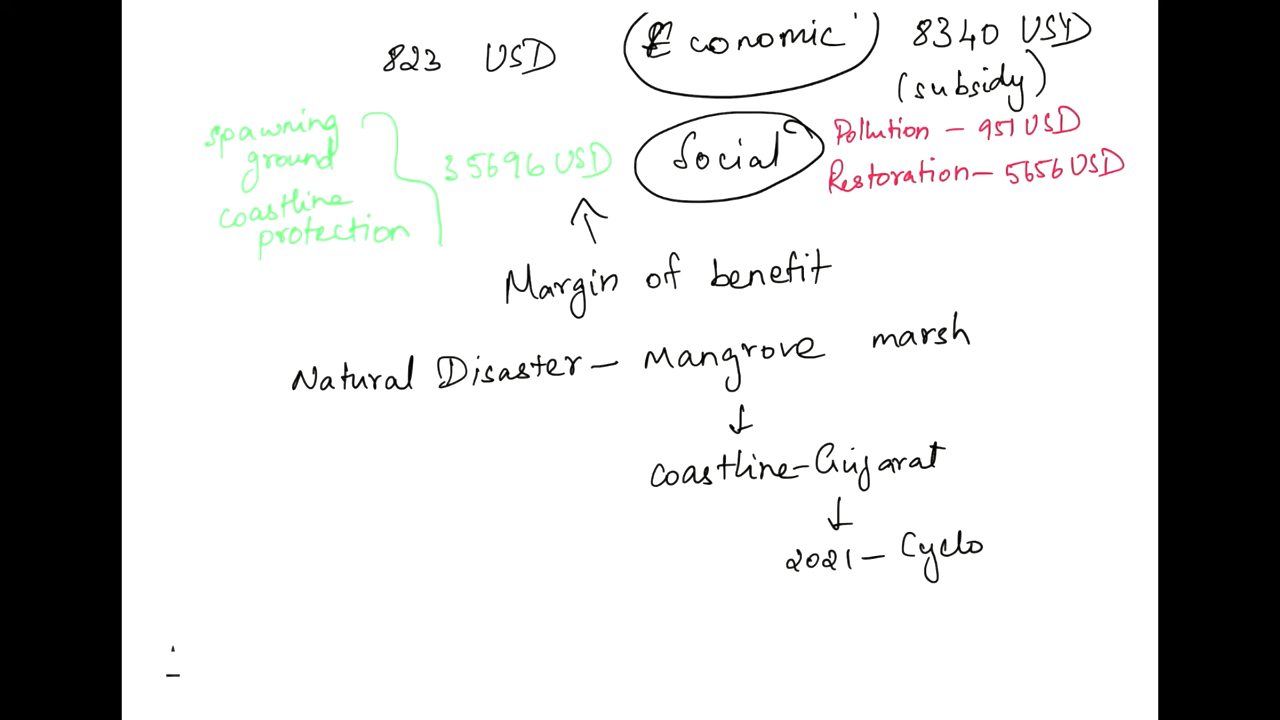 823 USD Economic 8340 USD
(subsidy)
spawning
ground
coastline
protection
35696 USD Social
Pollution - 951 USD
Restoration - 5656 USD
↑
Margin of benefit
Natural Disaster - Mangrove marsh
↓
coastline - Gujarat
↓
2021 - Cyclo